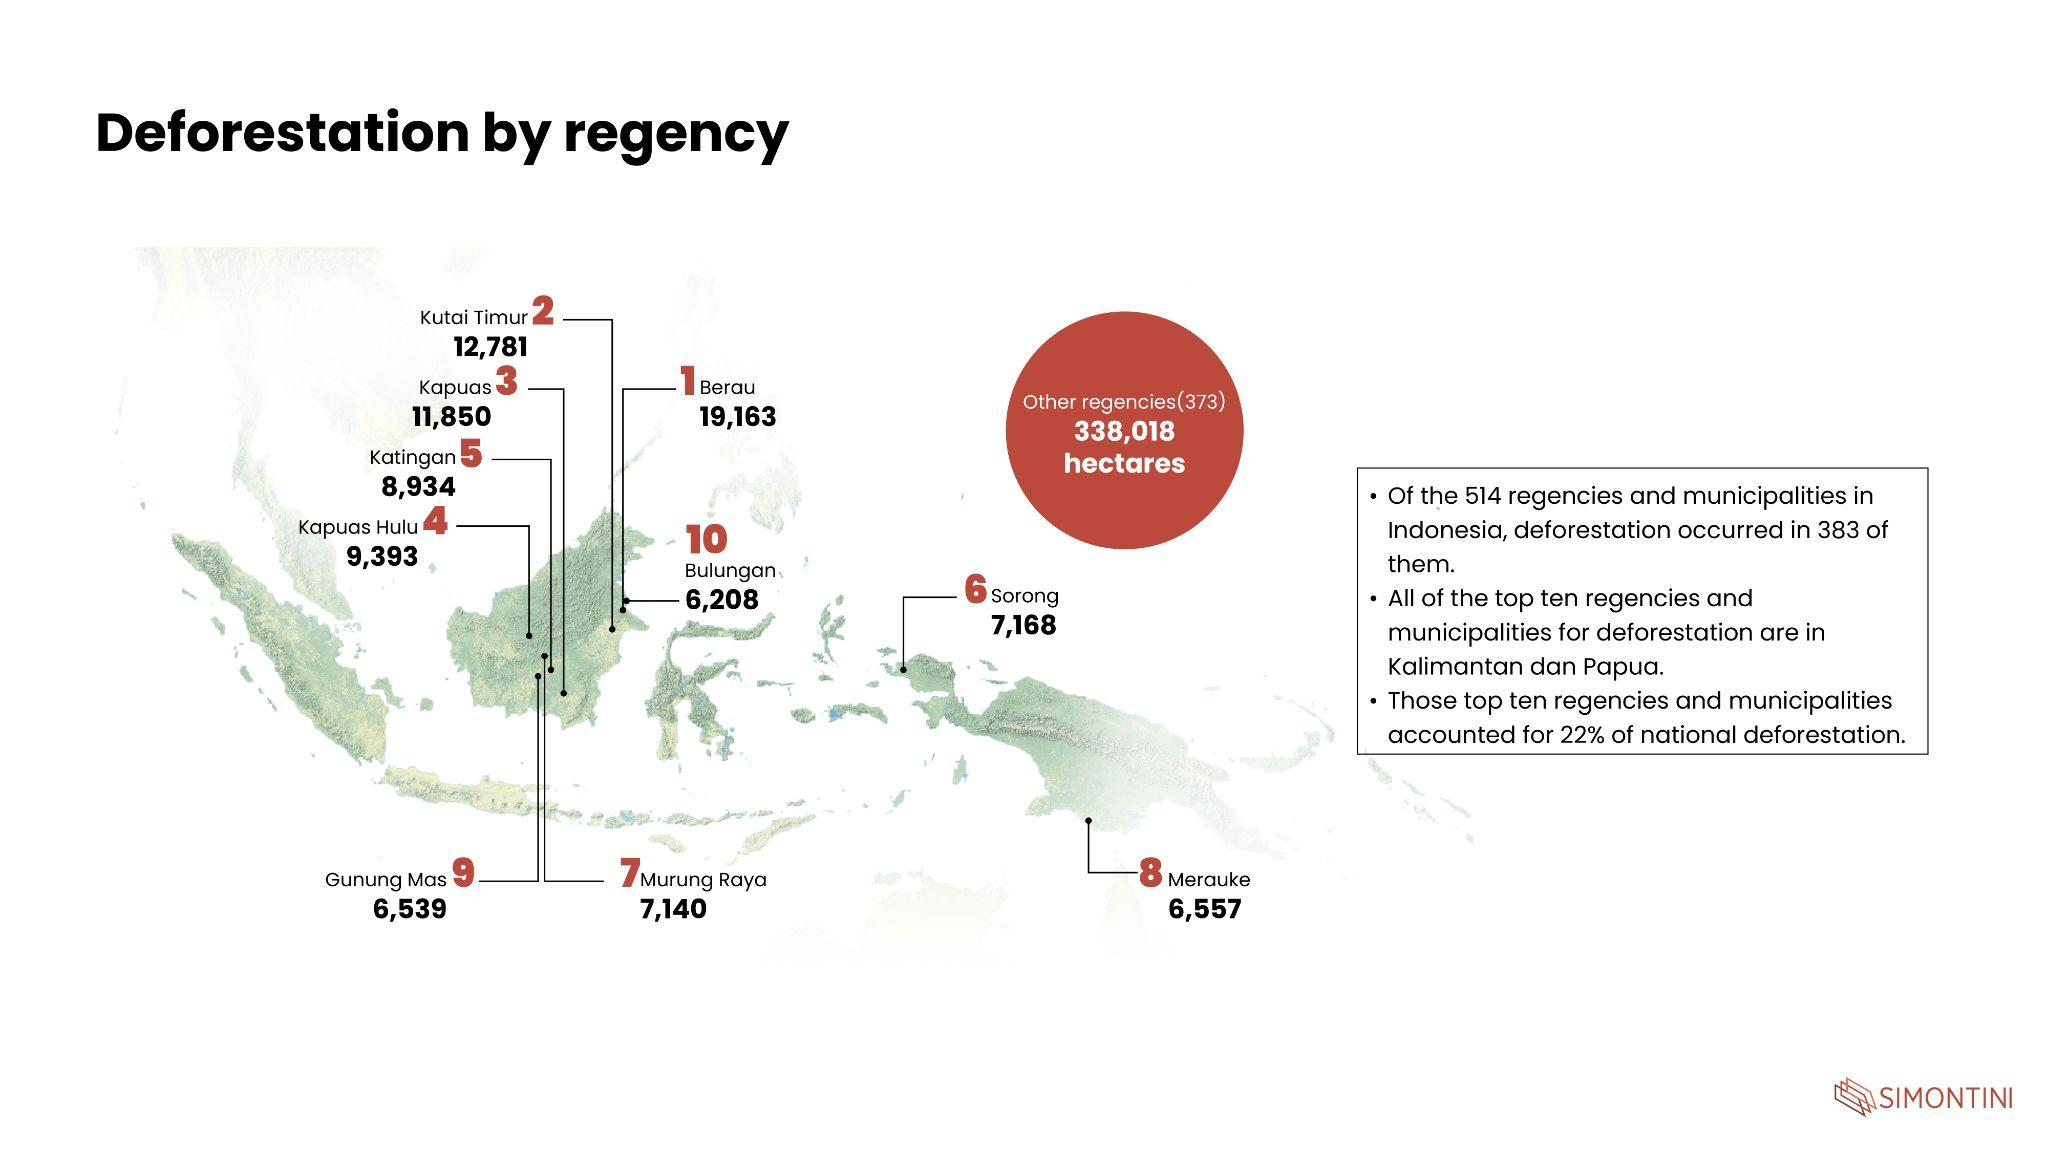 Deforestation by regency
Kutai Timur 2
12,781
Kapuas 3
11,850
1 Berau
19,163
Katingan 5
8,934
Kapuas Hulu 4
9,393
10
Bulungan
6,208
Other regencies(373)
338,018
hectares
6 Sorong
7,168
Gunung Mas 9
6,539
7 Murung Raya
7,140
8 Merauke
6,557
• Of the 514 regencies and municipalities in
Indonesia, deforestation occurred in 383 of
them.
• All of the top ten regencies and
municipalities for deforestation are in
Kalimantan dan Papua.
• Those top ten regencies and municipalities
accounted for 22% of national deforestation.
SIMONTINI